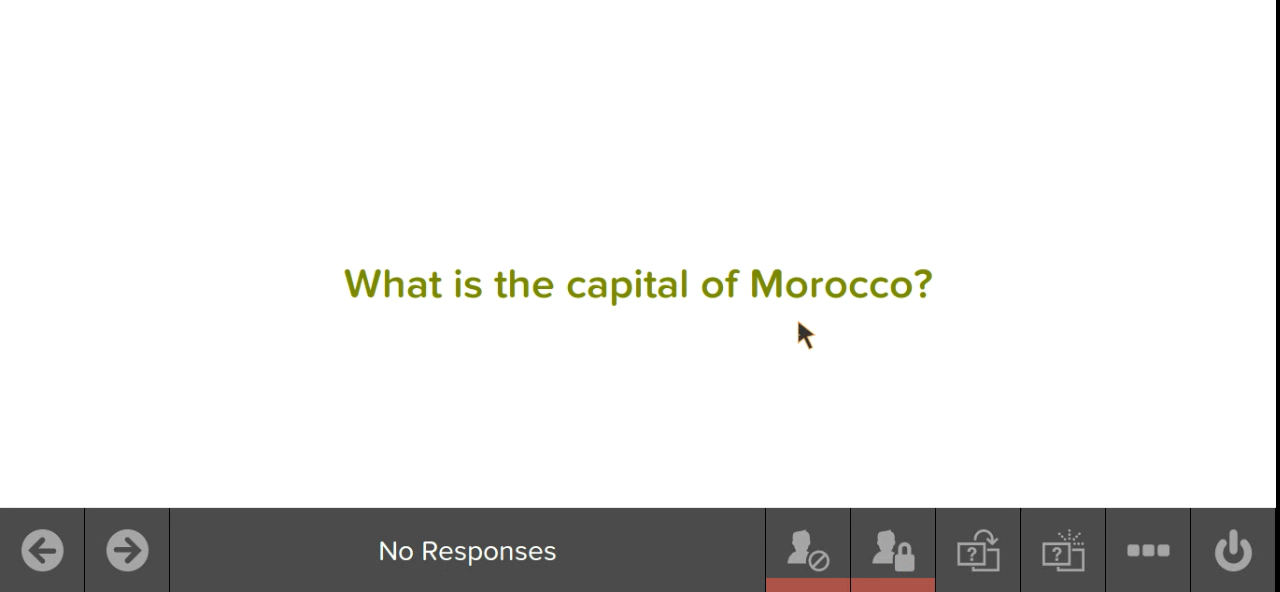 What is the capital of Morocco?
No Responses